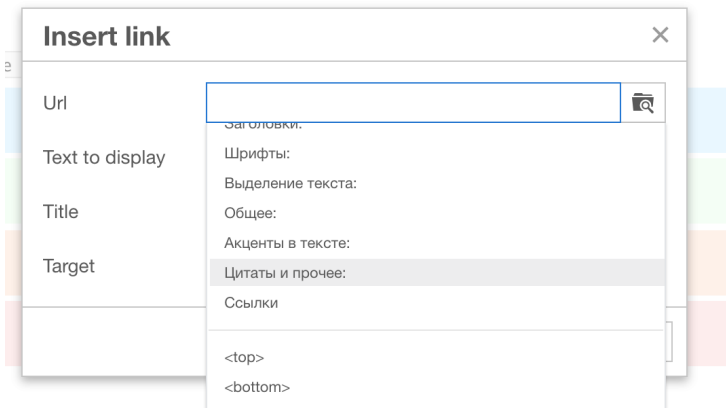 Insert link
e
Url
Заголовки:
Text to display
Шрифты:
Выделение текста:
Title
Общее:
Акценты в тексте:
Target
Цитаты и прочее:
Ссылки
<top>
<bottom>